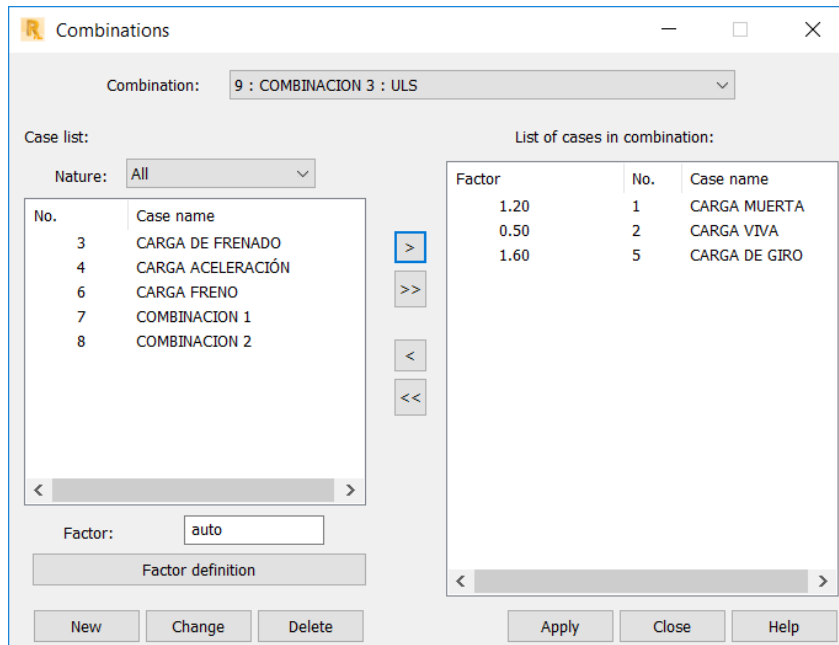 Combinations
Combination: 9 : COMBINACION 3 : ULS
Case list:
Nature: All
No. Case name
3 CARGA DE FRENADO
4 CARGA ACELERACIÓN
6 CARGA FRENO
7 COMBINACION 1
8 COMBINACION 2
Factor: auto
Factor definition
New Change Delete
>
>>
<
<<
List of cases in combination:
Factor No. Case name
1.20 1 CARGA MUERTA
0.50 2 CARGA VIVA
1.60 5 CARGA DE GIRO
Apply Close Help